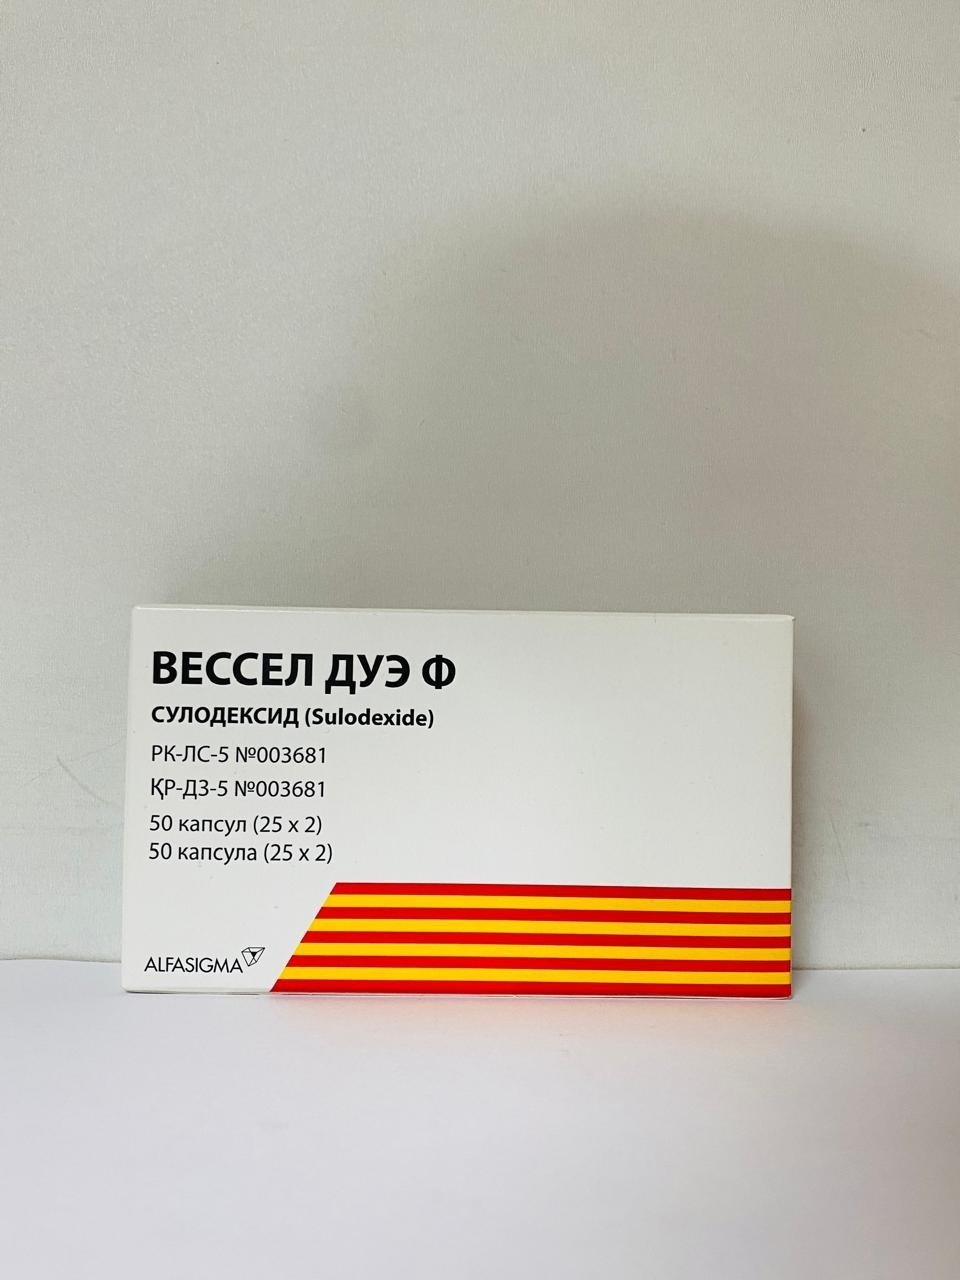 ВЕССЕЛ ДУЭ Ф
СУЛОДЕКСИД (Sulodexide)
РК-ЛС-5 №003681
ҚР-ДЗ-5 №003681
50 капсул (25 х 2)
50 капсула (25 х 2)
ALFASIGMA